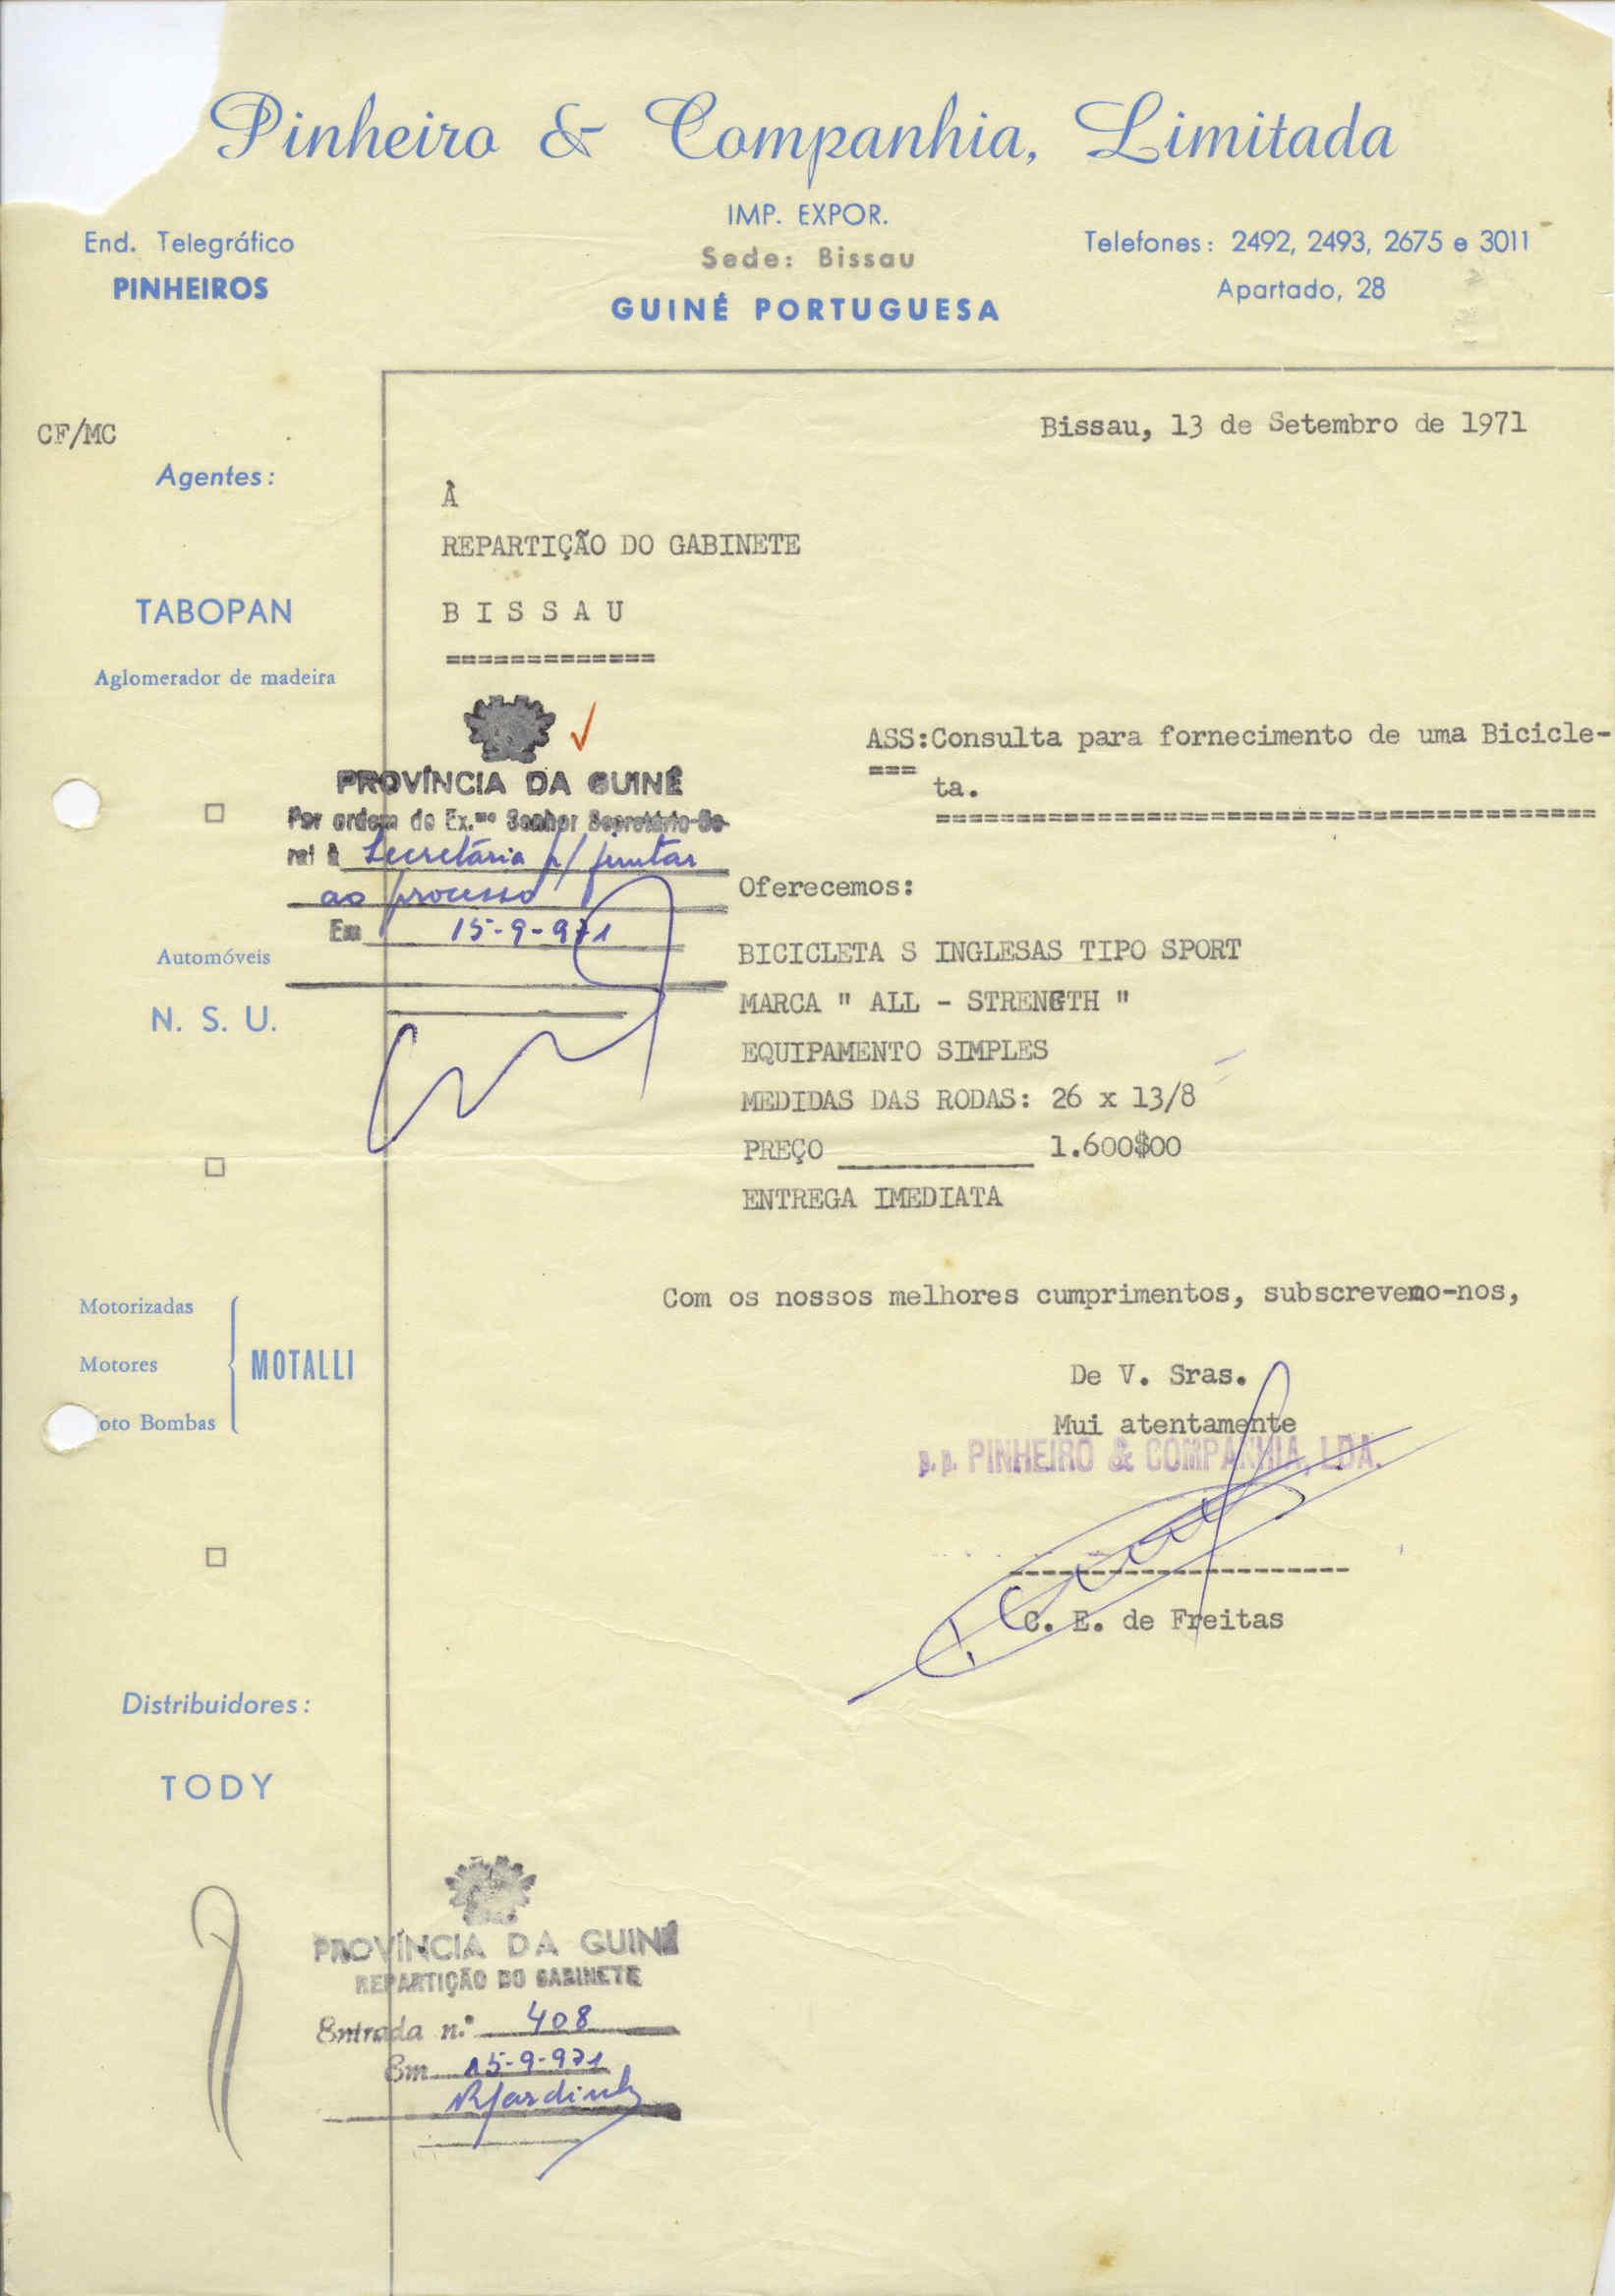 Pinheiro & Companhia, Limitada
IMP. EXPOR.
Sede: Bissau
GUINÉ PORTUGUESA
End. Telegráfico
PINHEIROS
Telefones: 2492, 2493, 2675 e 3011
Apartado, 28
CF/MC
Bissau, 13 de Setembro de 1971
Agentes:
TABOPAN
Aglomerador de madeira
Automóveis
N. S. U.
Motorizadas
Motores
oto Bombas
MOTALLI
Distribuidores:
TODY
À
REPARTIÇÃO DO GABINETE
B I S S A U
=============
PROVÍNCIA DA GUINÉ
Por ordem de Ex.mo Senhor Secretário-Ge-
ral à Secretária p/ juntar
ao processo
Em 15-9-971
ASS:Consulta para fornecimento de uma Bicicle-
===
ta.
=========================================
Oferecemos:
BICICLETA S INGLESAS TIPO SPORT
MARCA " ALL - STRENGTH "
EQUIPAMENTO SIMPLES
MEDIDAS DAS RODAS: 26 x 13/8
PREÇO ____________ 1.600$00
ENTREGA IMEDIATA
Com os nossos melhores cumprimentos, subscrevemo-nos,
De V. Sras.
Mui atentamente
p.p. PINHEIRO & COMPANHIA, LDA.
---------------------
C. E. de Freitas
PROVÍNCIA DA GUINÉ
REPARTIÇÃO DO GABINETE
Entrada n.º 408
Em 15-9-971